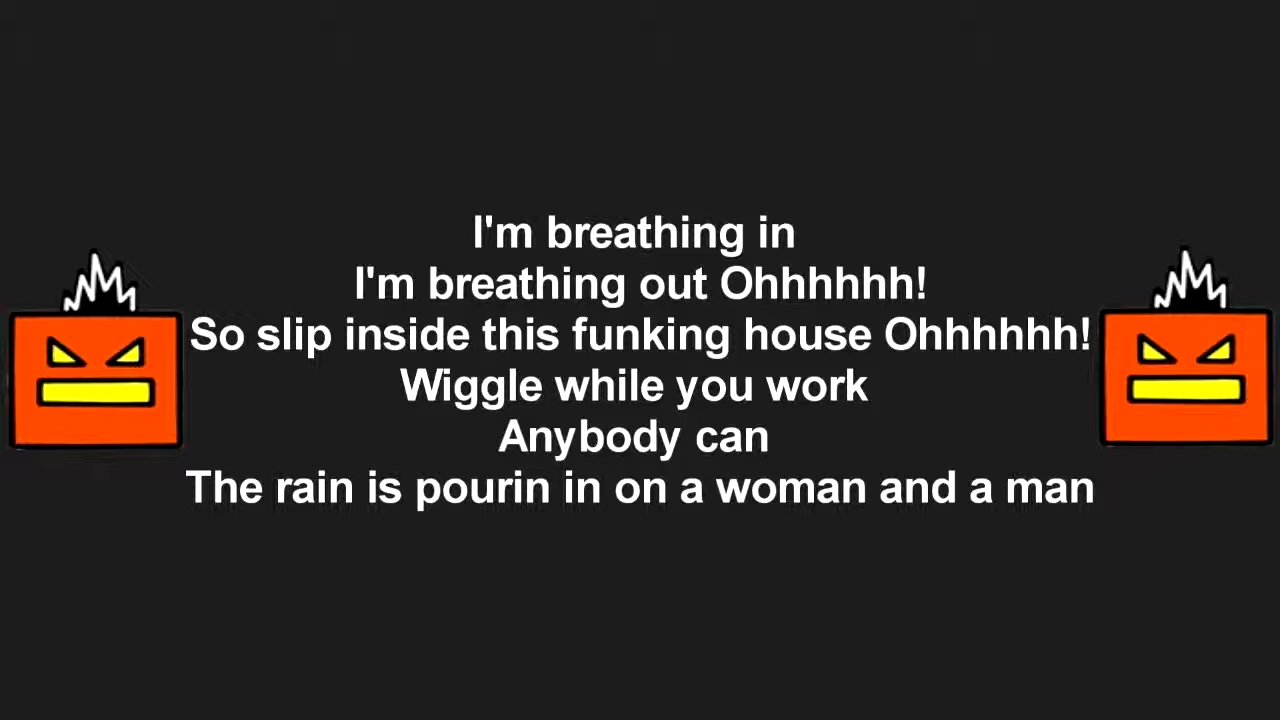 I'm breathing in
I'm breathing out Ohhhhhh!
So slip inside this funking house Ohhhhhh!
Wiggle while you work
Anybody can
The rain is pourin in on a woman and a man